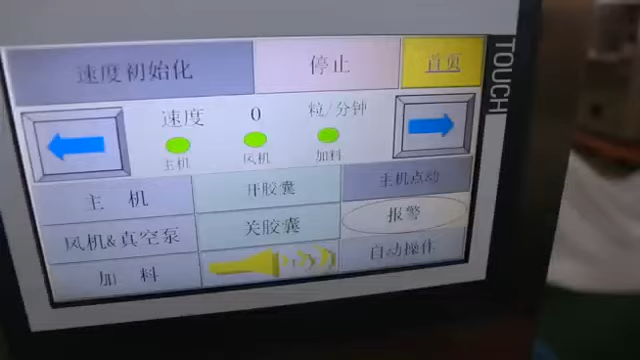 速度初始化 停止 首页
速度 0 粒/分钟
主机 风机 加料
主 机 开胶囊 主机点动
风机&真空泵 关胶囊 报警
加 料 自动操作
TOUCH